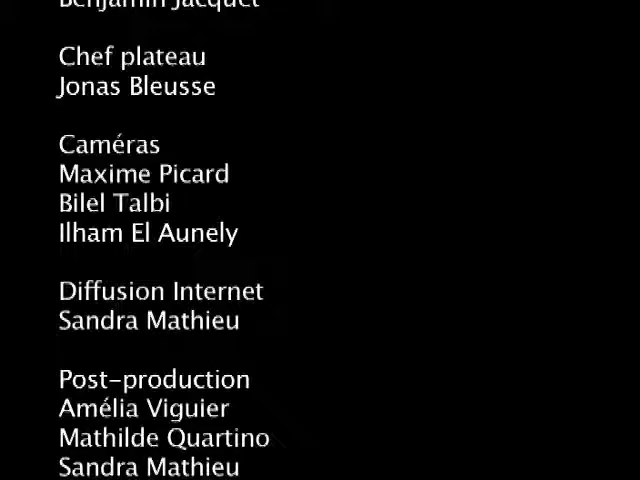 Benjamin Jacquet
Chef plateau
Jonas Bleusse
Caméras
Maxime Picard
Bilel Talbi
Ilham El Aunely
Diffusion Internet
Sandra Mathieu
Post-production
Amélia Viguier
Mathilde Quartino
Sandra Mathieu